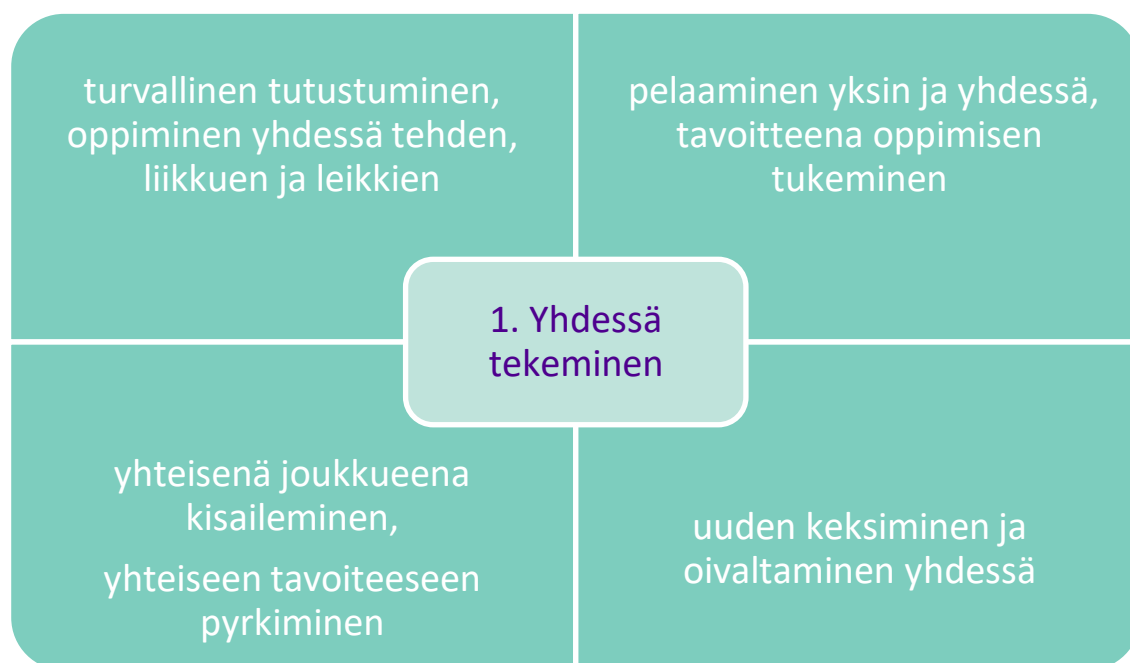 turvallinen tutustuminen,
oppiminen yhdessä tehden,
liikkuen ja leikkien
pelaaminen yksin ja yhdessä,
tavoitteena oppimisen
tukeminen
1. Yhdessä
tekeminen
yhteisenä joukkueena
kisaileminen,
yhteiseen tavoiteeseen
pyrkiminen
uuden keksiminen ja
oivaltaminen yhdessä